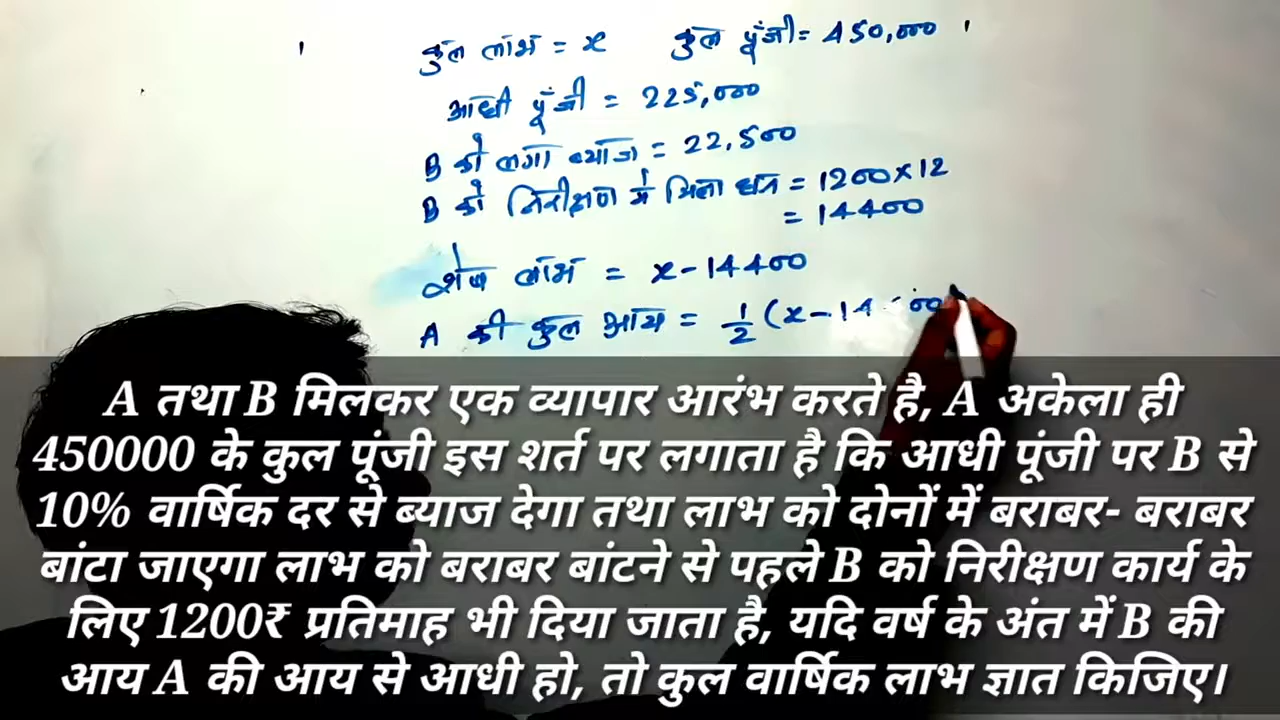 कुल लाभ = x कुल पूँजी = 450,000
आधी पूँजी = 225,000
B को लगा ब्याज = 22,500
B को निरीक्षण में मिला धन = 1200×12
= 14400
शेष लाभ = x-14400
A की कुल आय = 1/2 (x-14
A तथा B मिलकर एक व्यापार आरंभ करते है, A अकेला ही
450000 के कुल पूंजी इस शर्त पर लगाता है कि आधी पूंजी पर B से
10% वार्षिक दर से ब्याज देगा तथा लाभ को दोनों में बराबर- बराबर
बांटा जाएगा लाभ को बराबर बांटने से पहले B को निरीक्षण कार्य के
लिए 1200₹ प्रतिमाह भी दिया जाता है, यदि वर्ष के अंत में B की
आय A की आय से आधी हो, तो कुल वार्षिक लाभ ज्ञात किजिए।